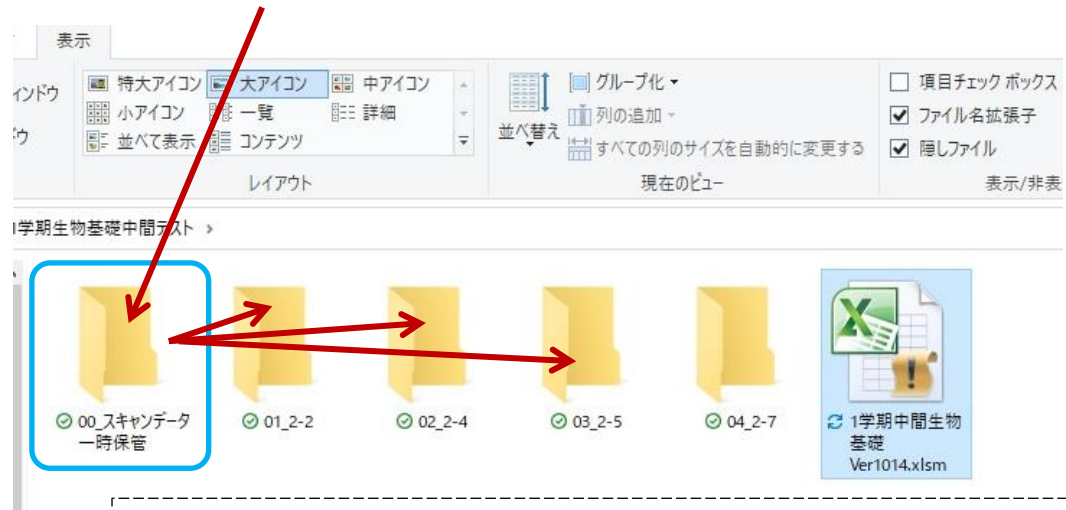 表示
特大アイコン 大アイコン 中アイコン
小アイコン 一覧 詳細
並べて表示 コンテンツ
レイアウト
並べ替え
グループ化
列の追加
すべての列のサイズを自動的に変更する
現在のビュー
項目チェック ボックス
ファイル名拡張子
隠しファイル
表示/非表
1学期生物基礎中間テスト >
00_スキャンデータ
一時保管
01_2-2
02_2-4
03_2-5
04_2-7
1学期中間生物
基礎
Ver1014.xlsm